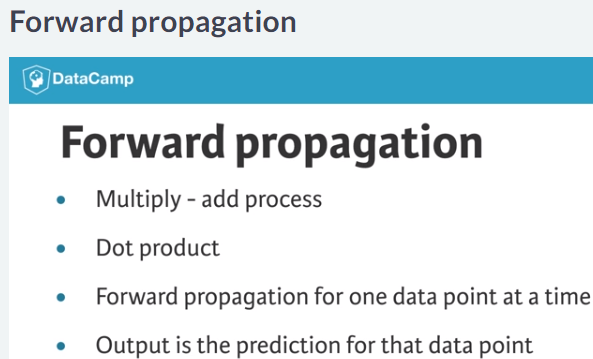 Forward propagation
DataCamp
Forward propagation
• Multiply - add process
• Dot product
• Forward propagation for one data point at a time
• Output is the prediction for that data point